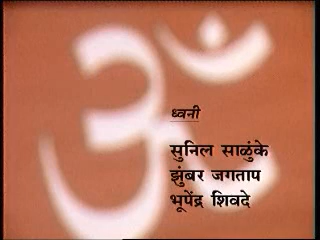 ध्वनी
सुनिल साळुंके
झुंबर जगताप
भूपेंद्र शिवदे